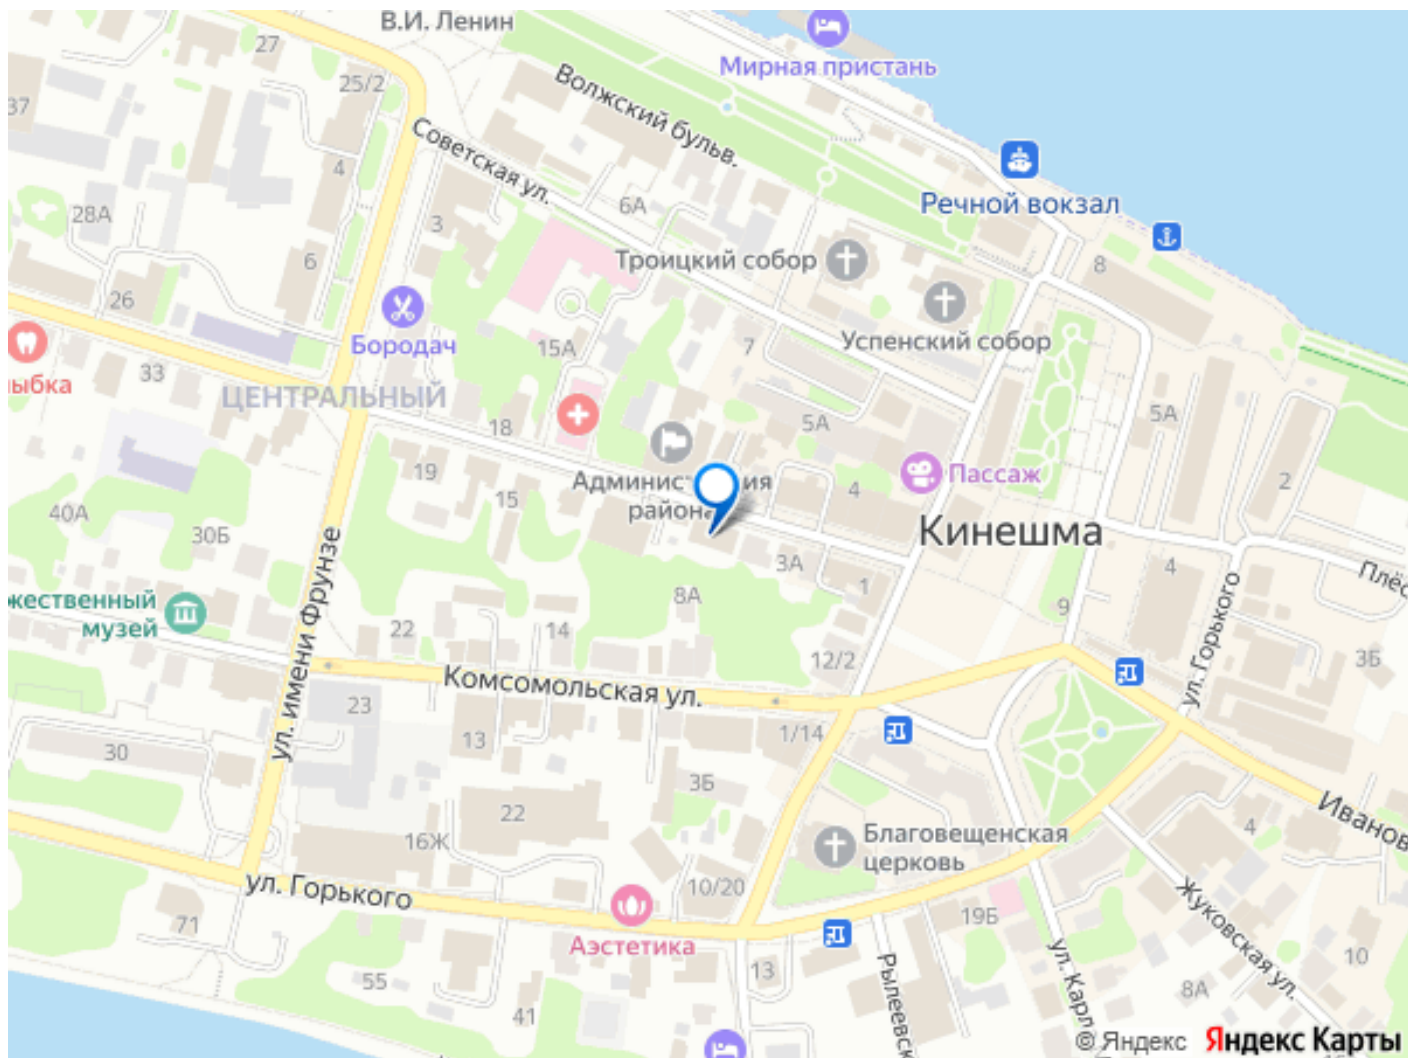 В.И. Ленин
27
25/2
37
Мирная пристань
Волжский бульв.
Советская ул.
4
6А
28А
3
Речной вокзал
6
Троицкий собор
8
26
Бородач
15А
7
Успенский собор
33
ыбка
ЦЕНТРАЛЬНЫЙ
18
5А
5А
19
Администрация
района
15
4
Пассаж
2
40А
30Б
Кинешма
3А
1
4
Плёс
ул. имени Фрунзе
жественный
музей
8А
9
ул. Горького
22
14
12/2
3Б
Комсомольская ул.
23
13
1/14
30
3Б
22
Иванов
16Ж
Благовещенская
церковь
4
ул. Горького
10/20
71
19Б
Жуковская ул.
Аэстетика
13
Рылеевск
ул. Карл
10
55
41
8А
© Яндекс
Яндекс Карты